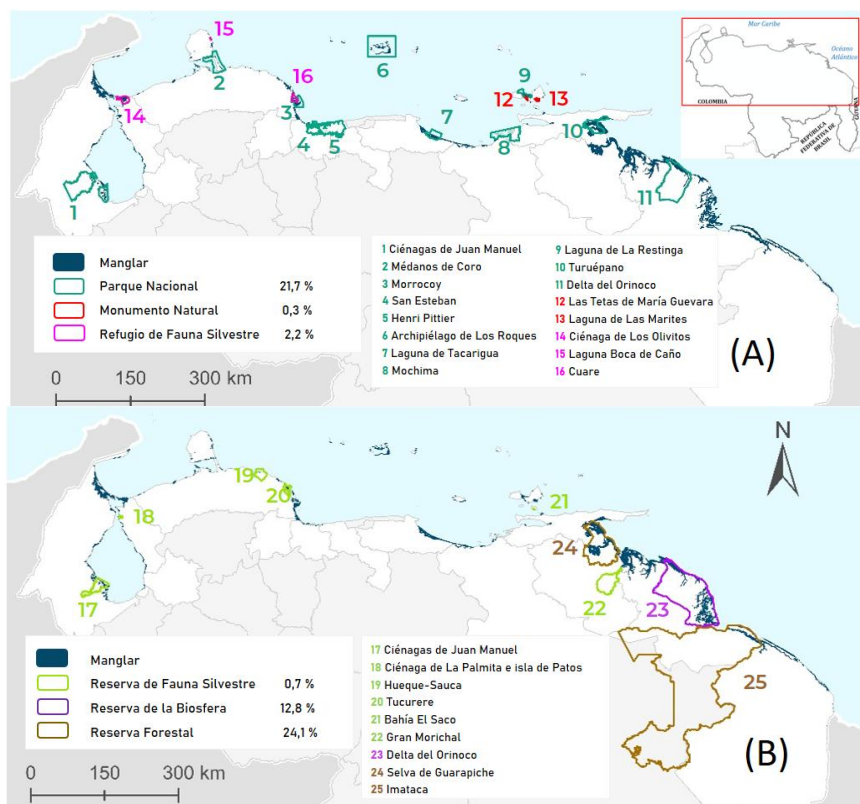 15
6
2
16
9
12
13
14
3
7
10
4
5
8
1
11
Mar Caribe
Océano
Atlántico
COLOMBIA
GUYANA
REPÚBLICA
FEDERATIVA DE
BRASIL
Manglar
Parque Nacional 21,7 %
Monumento Natural 0,3 %
Refugio de Fauna Silvestre 2,2 %
0 150 300 km
1 Ciénagas de Juan Manuel
2 Médanos de Coro
3 Morrocoy
4 San Esteban
5 Henri Pittier
6 Archipiélago de Los Roques
7 Laguna de Tacarigua
8 Mochima
9 Laguna de La Restinga
10 Turuépano
11 Delta del Orinoco
12 Las Tetas de María Guevara
13 Laguna de Las Marites
14 Ciénaga de Los Olivitos
15 Laguna Boca de Caño
16 Cuare
(A)
N
19
20
21
18
24
17
22
23
25
Manglar
Reserva de Fauna Silvestre 0,7 %
Reserva de la Biosfera 12,8 %
Reserva Forestal 24,1 %
0 150 300 km
17 Ciénagas de Juan Manuel
18 Ciénaga de La Palmita e isla de Patos
19 Hueque-Sauca
20 Tucurere
21 Bahía El Saco
22 Gran Morichal
23 Delta del Orinoco
24 Selva de Guarapiche
25 Imataca
(B)